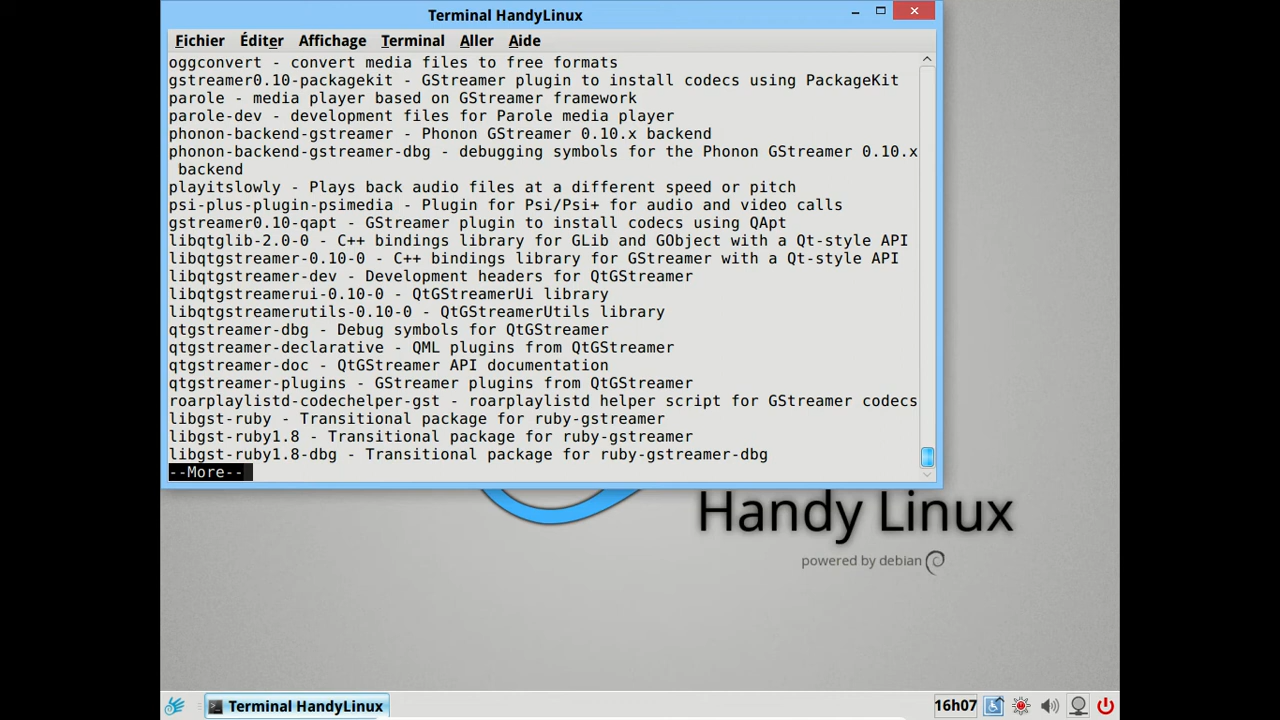 Terminal HandyLinux
Fichier Éditer Affichage Terminal Aller Aide
oggconvert - convert media files to free formats
gstreamer0.10-packagekit - GStreamer plugin to install codecs using PackageKit
parole - media player based on GStreamer framework
parole-dev - development files for Parole media player
phonon-backend-gstreamer - Phonon GStreamer 0.10.x backend
phonon-backend-gstreamer-dbg - debugging symbols for the Phonon GStreamer 0.10.x
backend
playitslowly - Plays back audio files at a different speed or pitch
psi-plus-plugin-psimedia - Plugin for Psi/Psi+ for audio and video calls
gstreamer0.10-qapt - GStreamer plugin to install codecs using QApt
libqtglib-2.0-0 - C++ bindings library for GLib and GObject with a Qt-style API
libqtgstreamer-0.10-0 - C++ bindings library for GStreamer with a Qt-style API
libqtgstreamer-dev - Development headers for QtGStreamer
libqtgstreamerui-0.10-0 - QtGStreamerUi library
libqtgstreamerutils-0.10-0 - QtGStreamerUtils library
qtgstreamer-dbg - Debug symbols for QtGStreamer
qtgstreamer-declarative - QML plugins from QtGStreamer
qtgstreamer-doc - QtGStreamer API documentation
qtgstreamer-plugins - GStreamer plugins from QtGStreamer
roarplaylistd-codechelper-gst - roarplaylistd helper script for GStreamer codecs
libgst-ruby - Transitional package for ruby-gstreamer
libgst-ruby1.8 - Transitional package for ruby-gstreamer
libgst-ruby1.8-dbg - Transitional package for ruby-gstreamer-dbg
--More--
Handy Linux
powered by debian
Terminal HandyLinux
16h07